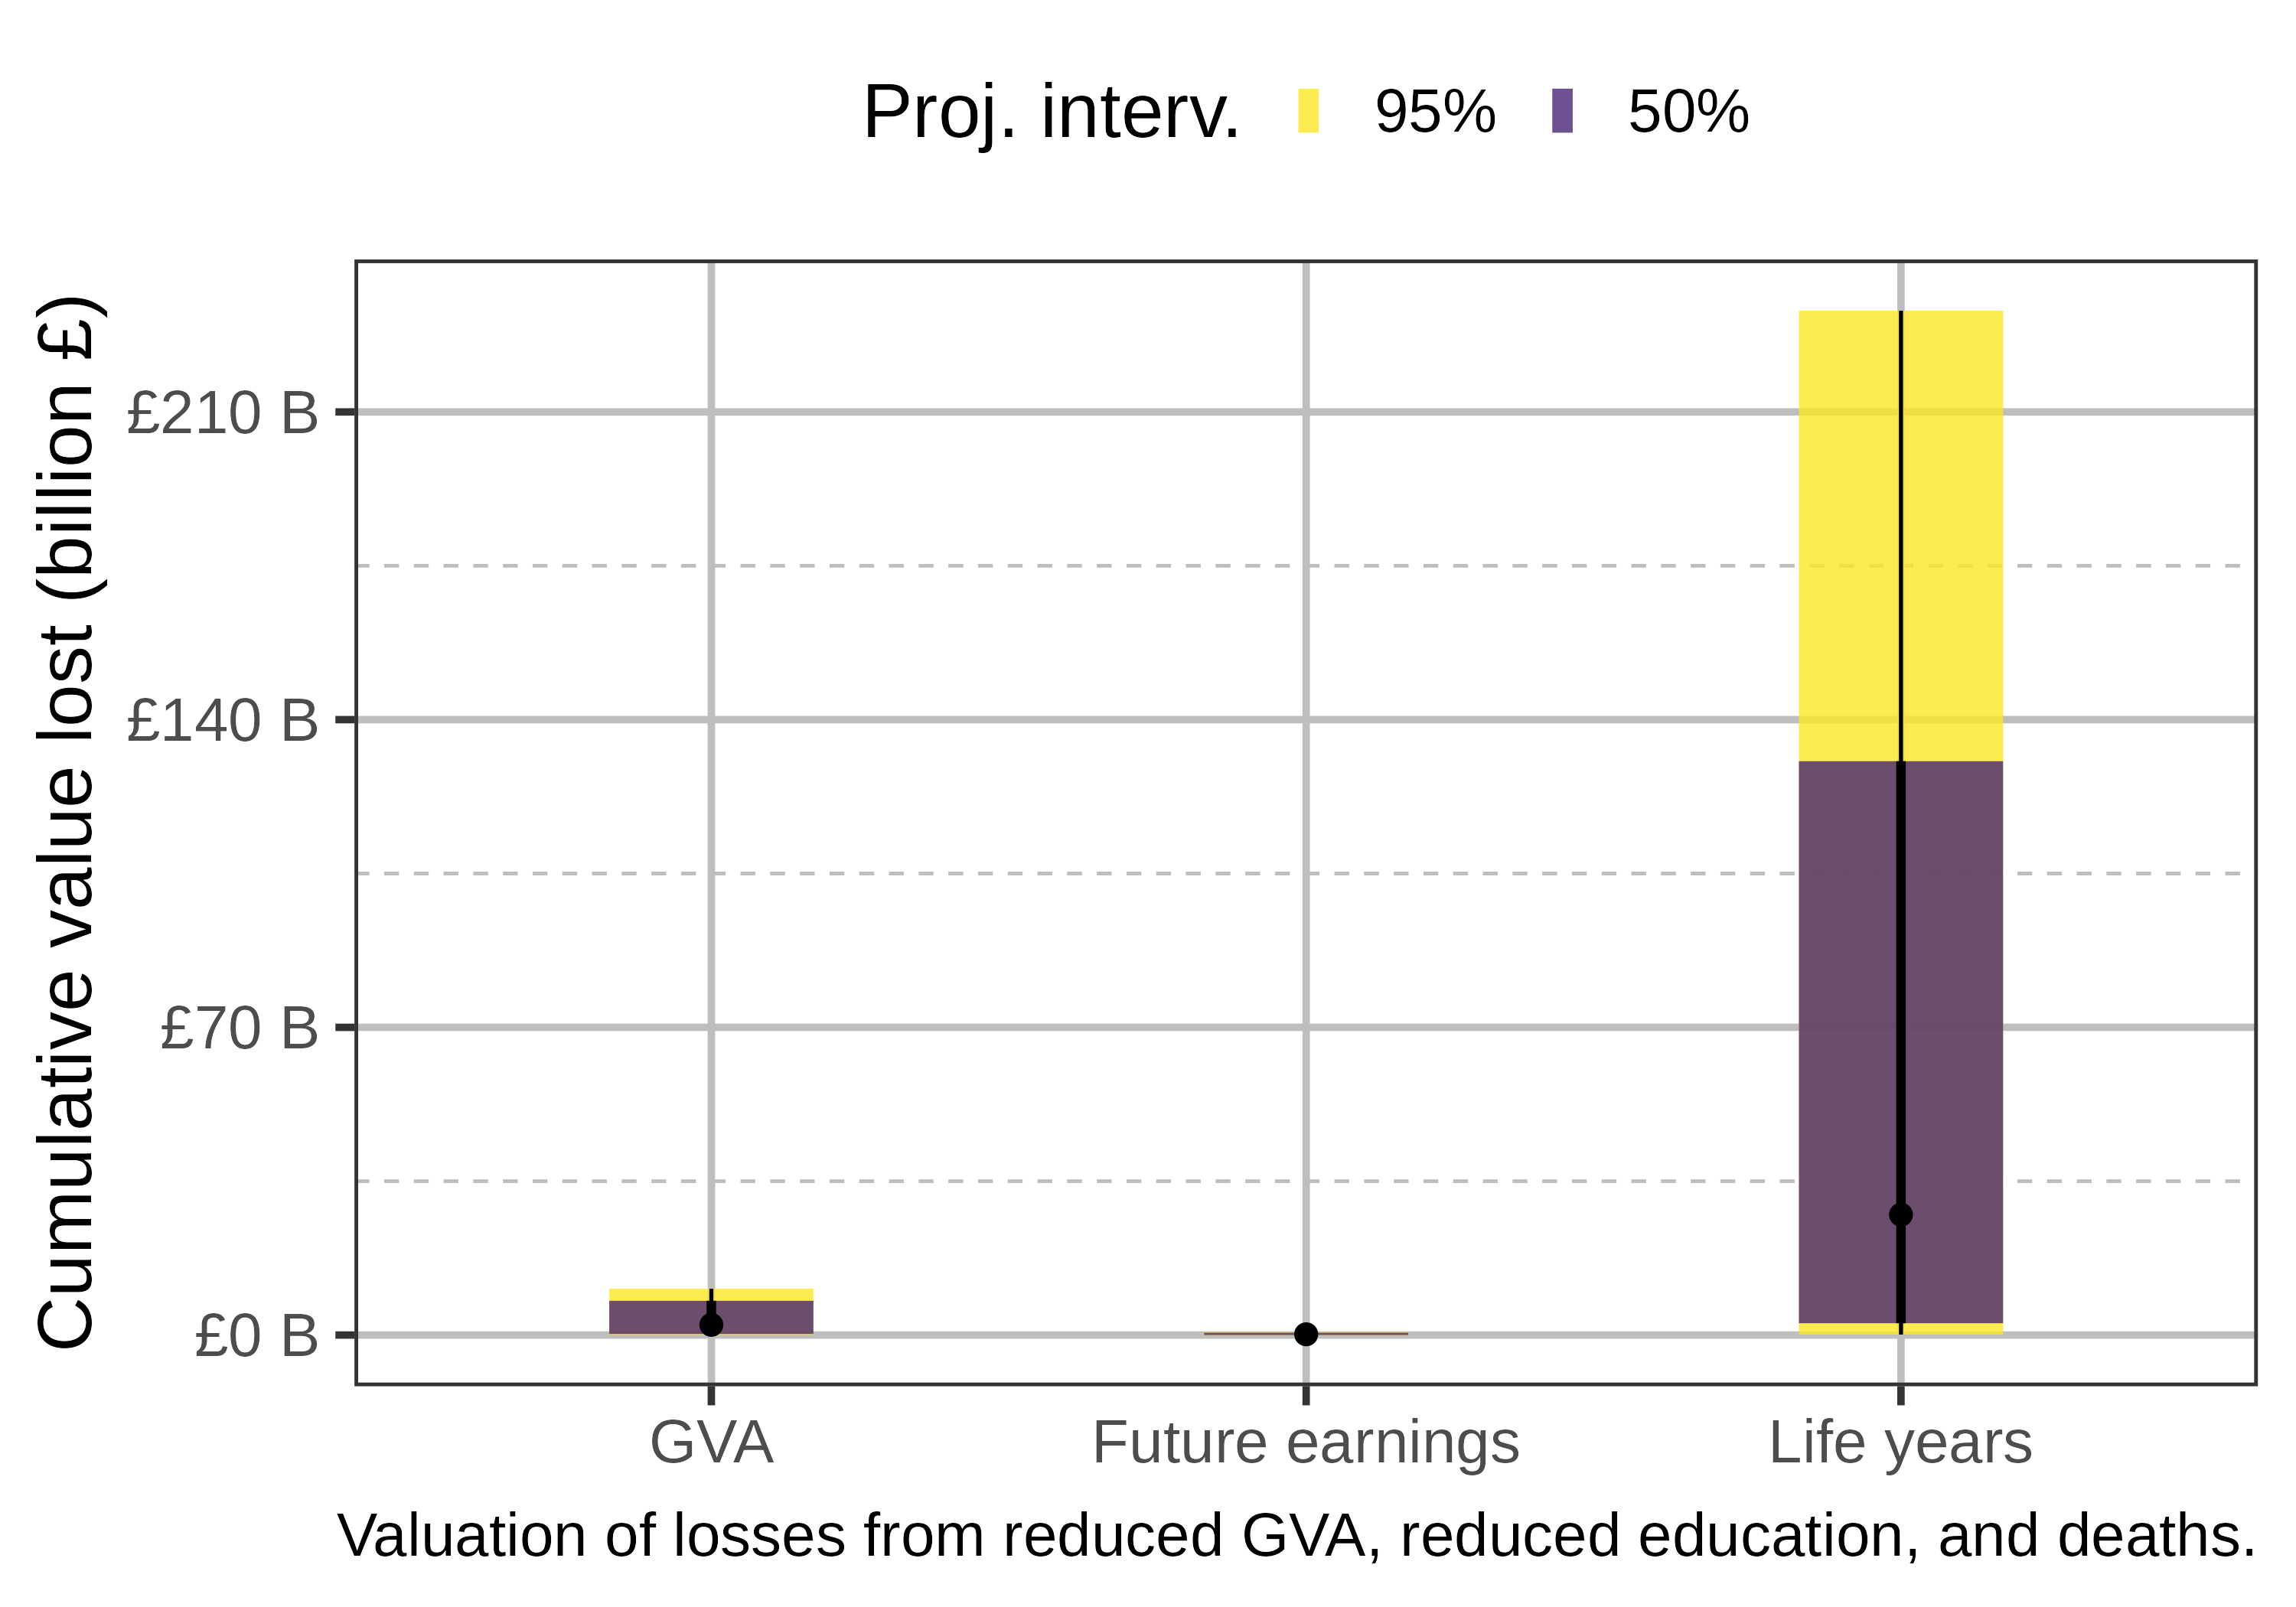 Proj. interv. 95% 50%
Cumulative value lost (billion £)
£210 B
£140 B
£70 B
£0 B
GVA Future earnings Life years
Valuation of losses from reduced GVA, reduced education, and deaths.